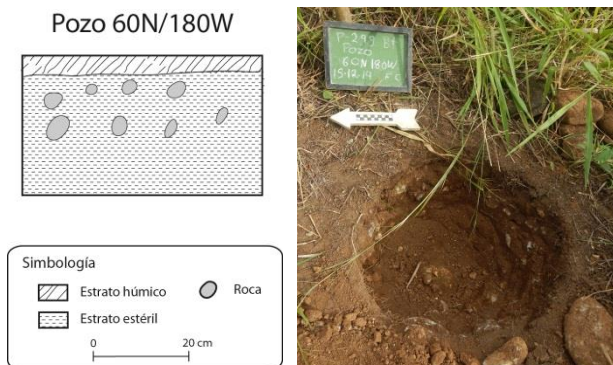 Pozo 60N/180W
Simbología
Estrato húmico
Roca
Estrato estéril
0
20 cm
Pozo
60N 180W